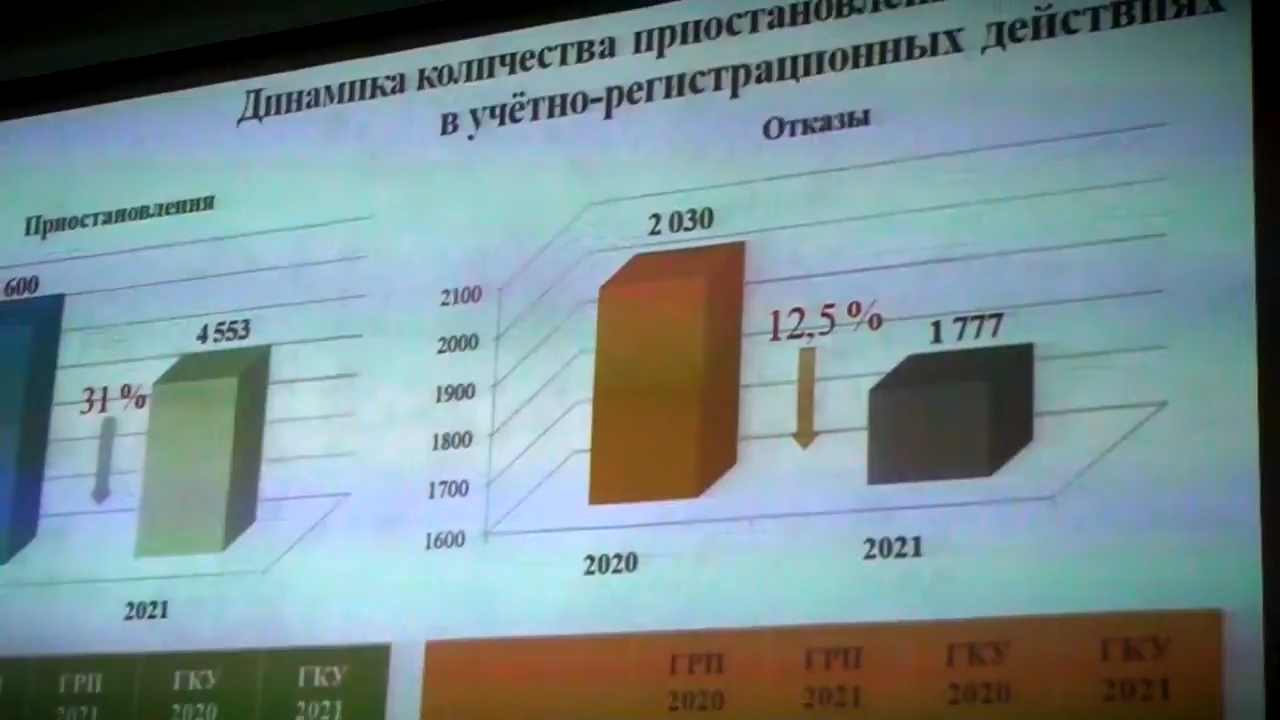 Динамика количества
в учётно-регистрационных действиях
Приостановления
600
4 553
31 %
2021
Отказы
2 030
12,5 %
1 777
2100
2000
1900
1800
1700
1600
2020
2021
ГРП ГКУ ГКУ
2021 2020 2021
ГРП ГРП ГКУ ГКУ
2020 2021 2020 2021